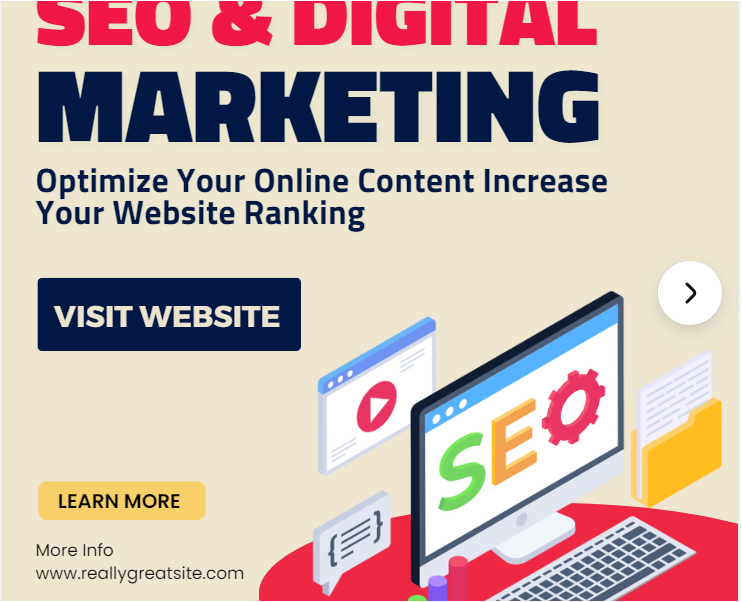 SEO & DIGITAL
MARKETING
Optimize Your Online Content Increase
Your Website Ranking
VISIT WEBSITE
SEO
LEARN MORE
More Info
www.reallygreatsite.com